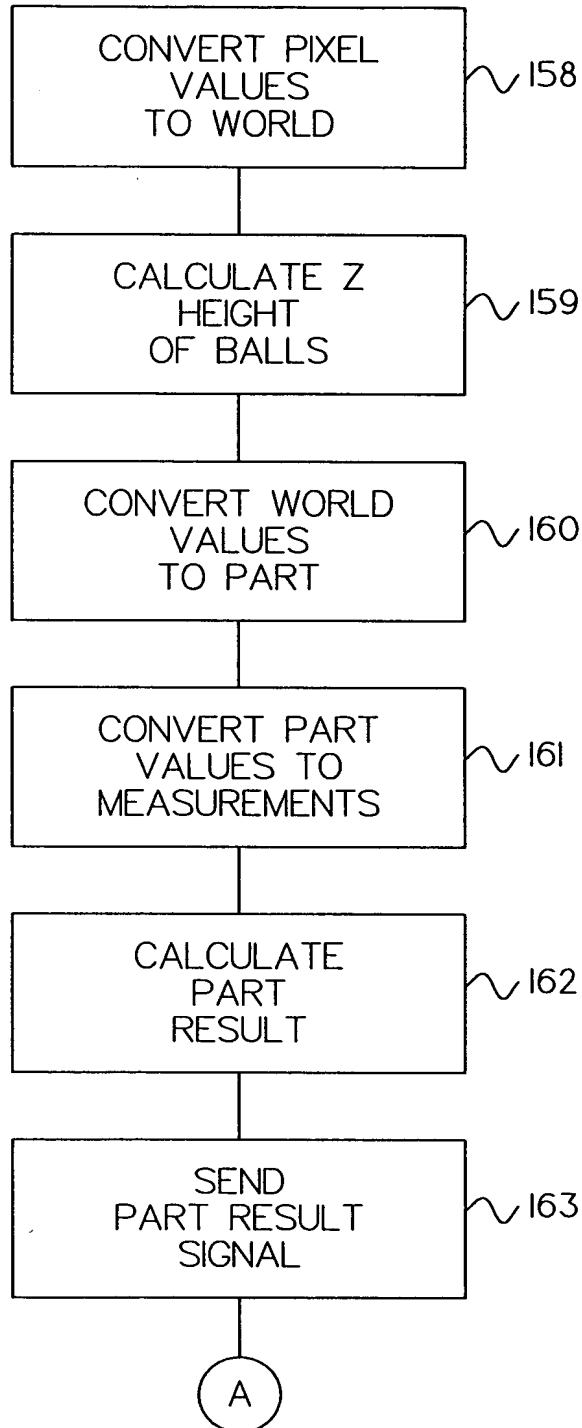 CONVERT PIXEL
VALUES
TO WORLD
158
CALCULATE Z
HEIGHT
OF BALLS
159
CONVERT WORLD
VALUES
TO PART
160
CONVERT PART
VALUES TO
MEASUREMENTS
161
CALCULATE
PART
RESULT
162
SEND
PART RESULT
SIGNAL
163
A